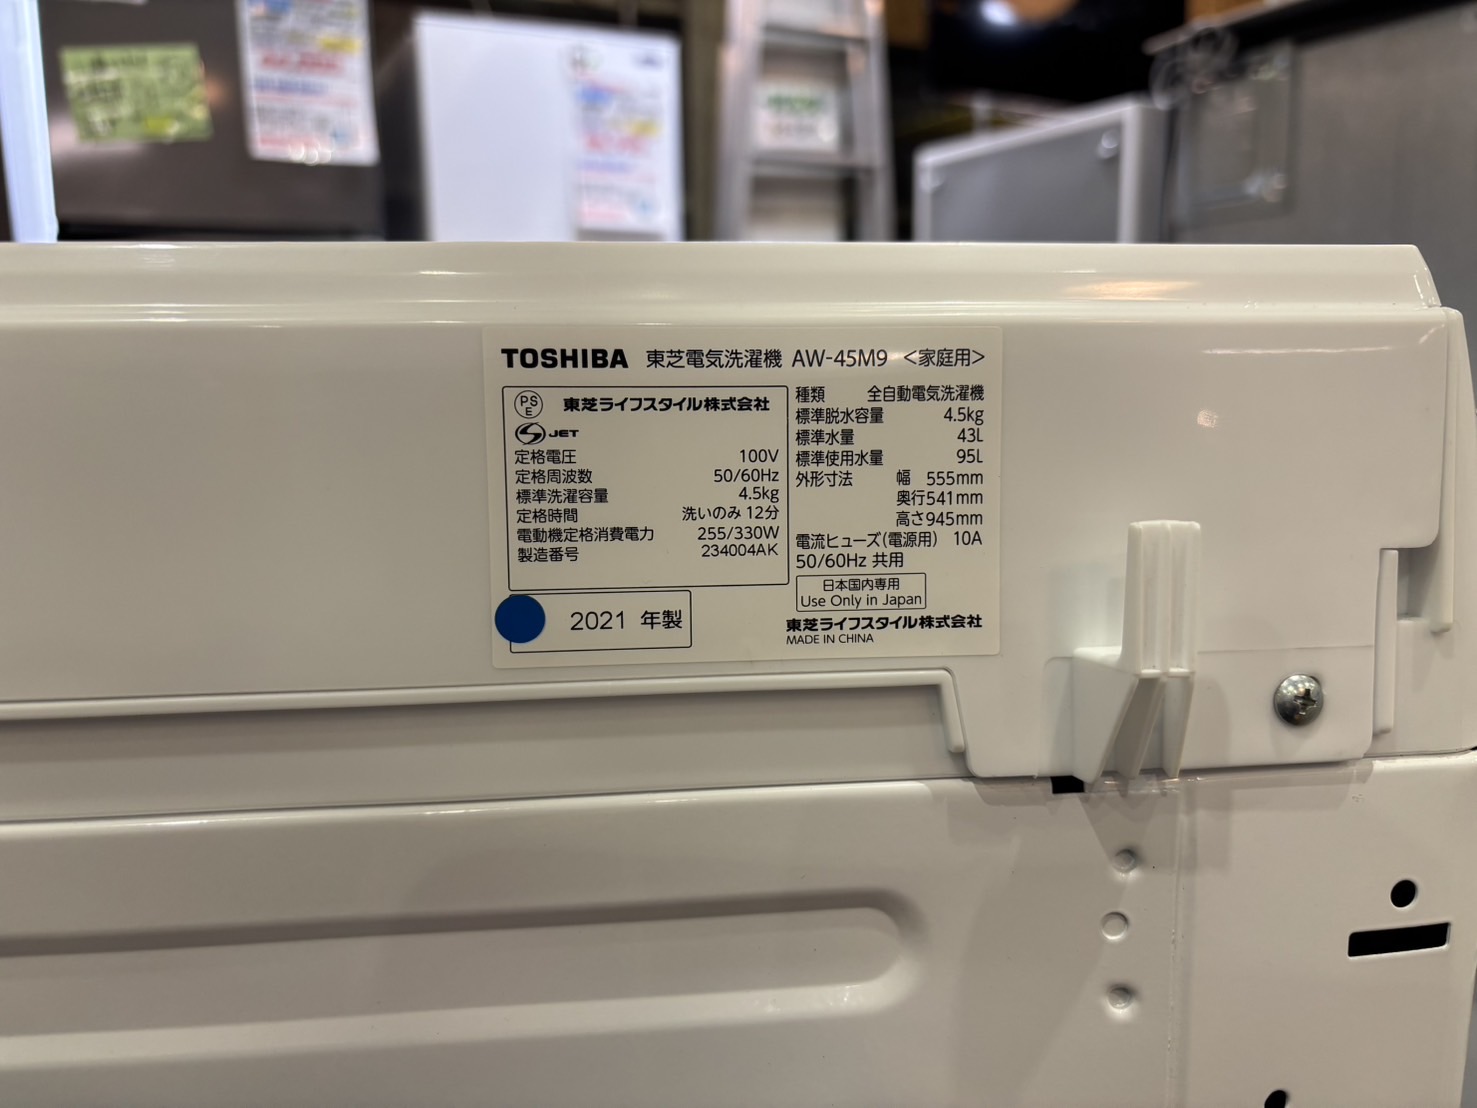 TOSHIBA 東芝電気洗濯機 AW-45M9 <家庭用>
PS
E
東芝ライフスタイル株式会社
S JET
定格電圧 100V
定格周波数 50/60Hz
標準洗濯容量 4.5kg
定格時間 洗いのみ 12分
電動機定格消費電力 255/330W
製造番号 234004AK
2021 年製
種類 全自動電気洗濯機
標準脱水容量 4.5kg
標準水量 43L
標準使用水量 95L
外形寸法 幅 555mm
奥行541mm
高さ945mm
電流ヒューズ(電源用) 10A
50/60Hz 共用
日本国内専用
Use Only in Japan
東芝ライフスタイル株式会社
MADE IN CHINA